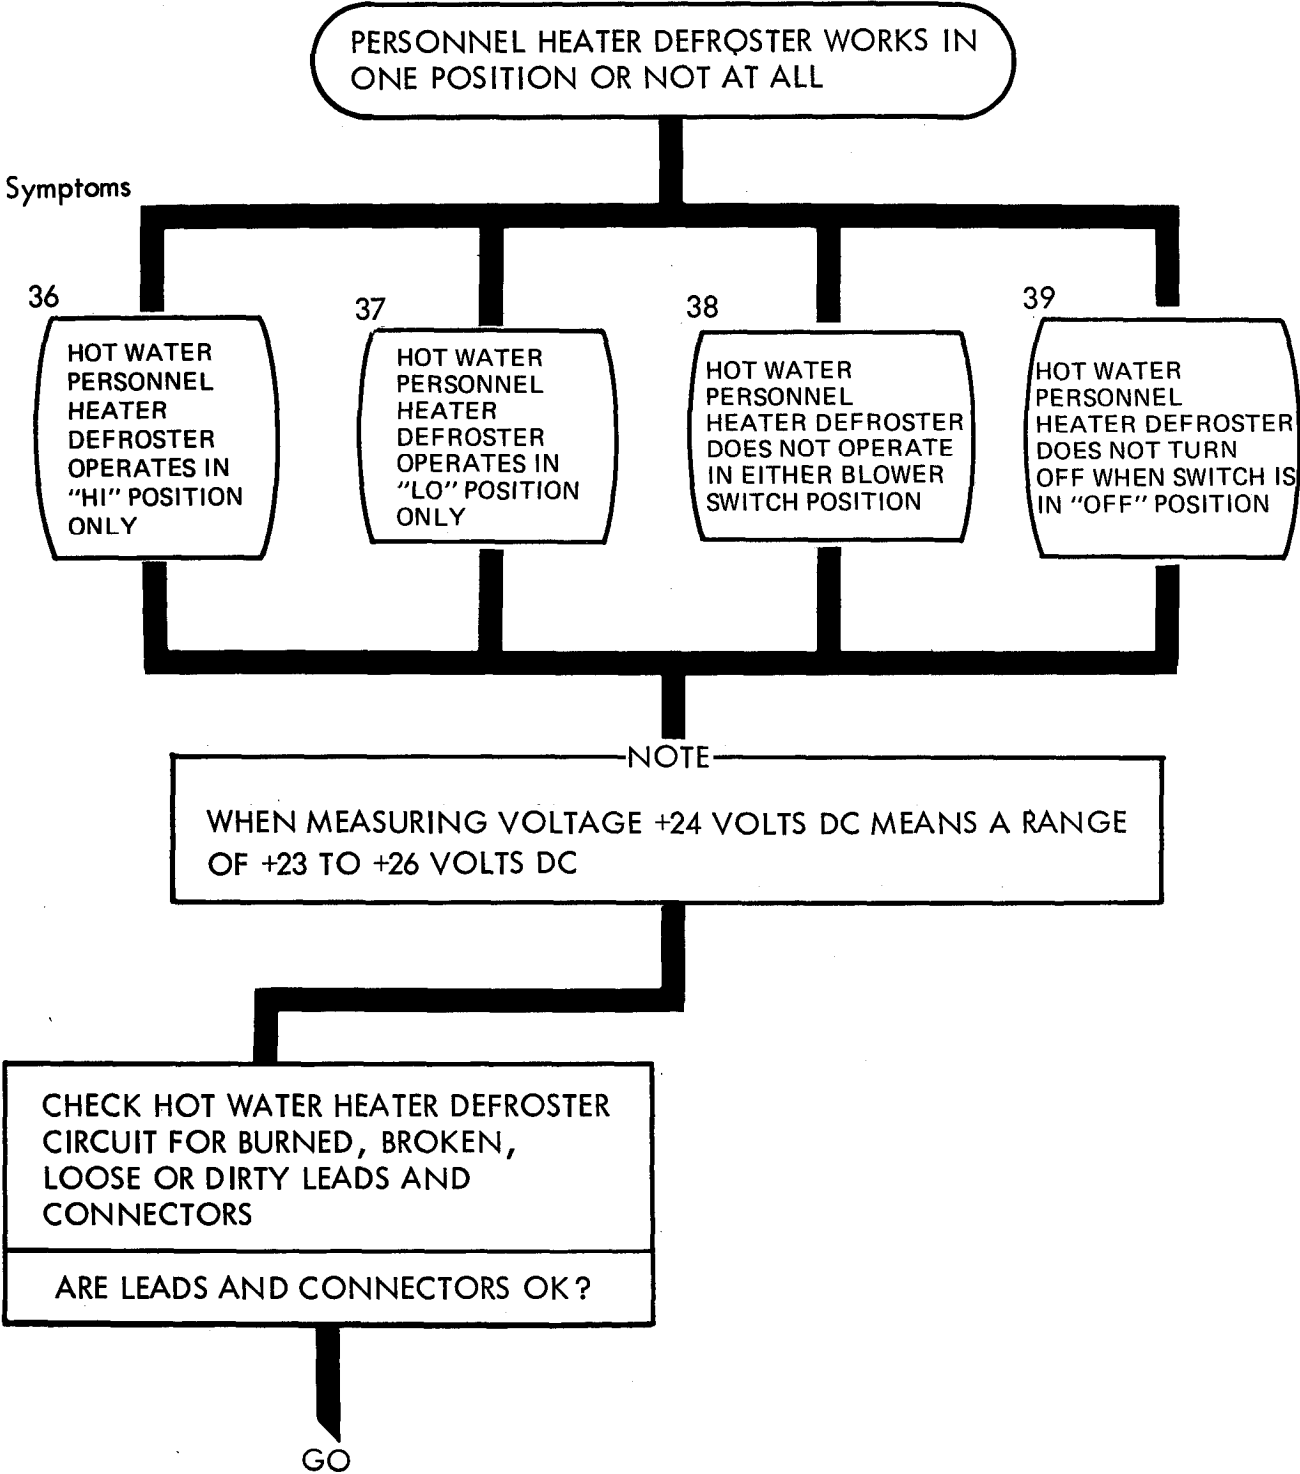 PERSONNEL HEATER DEFROSTER WORKS IN
ONE POSITION OR NOT AT ALL
Symptoms
36
HOT WATER
PERSONNEL
HEATER
DEFROSTER
OPERATES IN
“HI” POSITION
ONLY
37
HOT WATER
PERSONNEL
HEATER
DEFROSTER
OPERATES IN
“LO” POSITION
ONLY
38
HOT WATER
PERSONNEL
HEATER DEFROSTER
DOES NOT OPERATE
IN EITHER BLOWER
SWITCH POSITION
39
HOT WATER
PERSONNEL
HEATER DEFROSTER
DOES NOT TURN
OFF WHEN SWITCH IS
IN “OFF” POSITION
NOTE
WHEN MEASURING VOLTAGE +24 VOLTS DC MEANS A RANGE
OF +23 TO +26 VOLTS DC
CHECK HOT WATER HEATER DEFROSTER
CIRCUIT FOR BURNED, BROKEN,
LOOSE OR DIRTY LEADS AND
CONNECTORS
ARE LEADS AND CONNECTORS OK?
GO